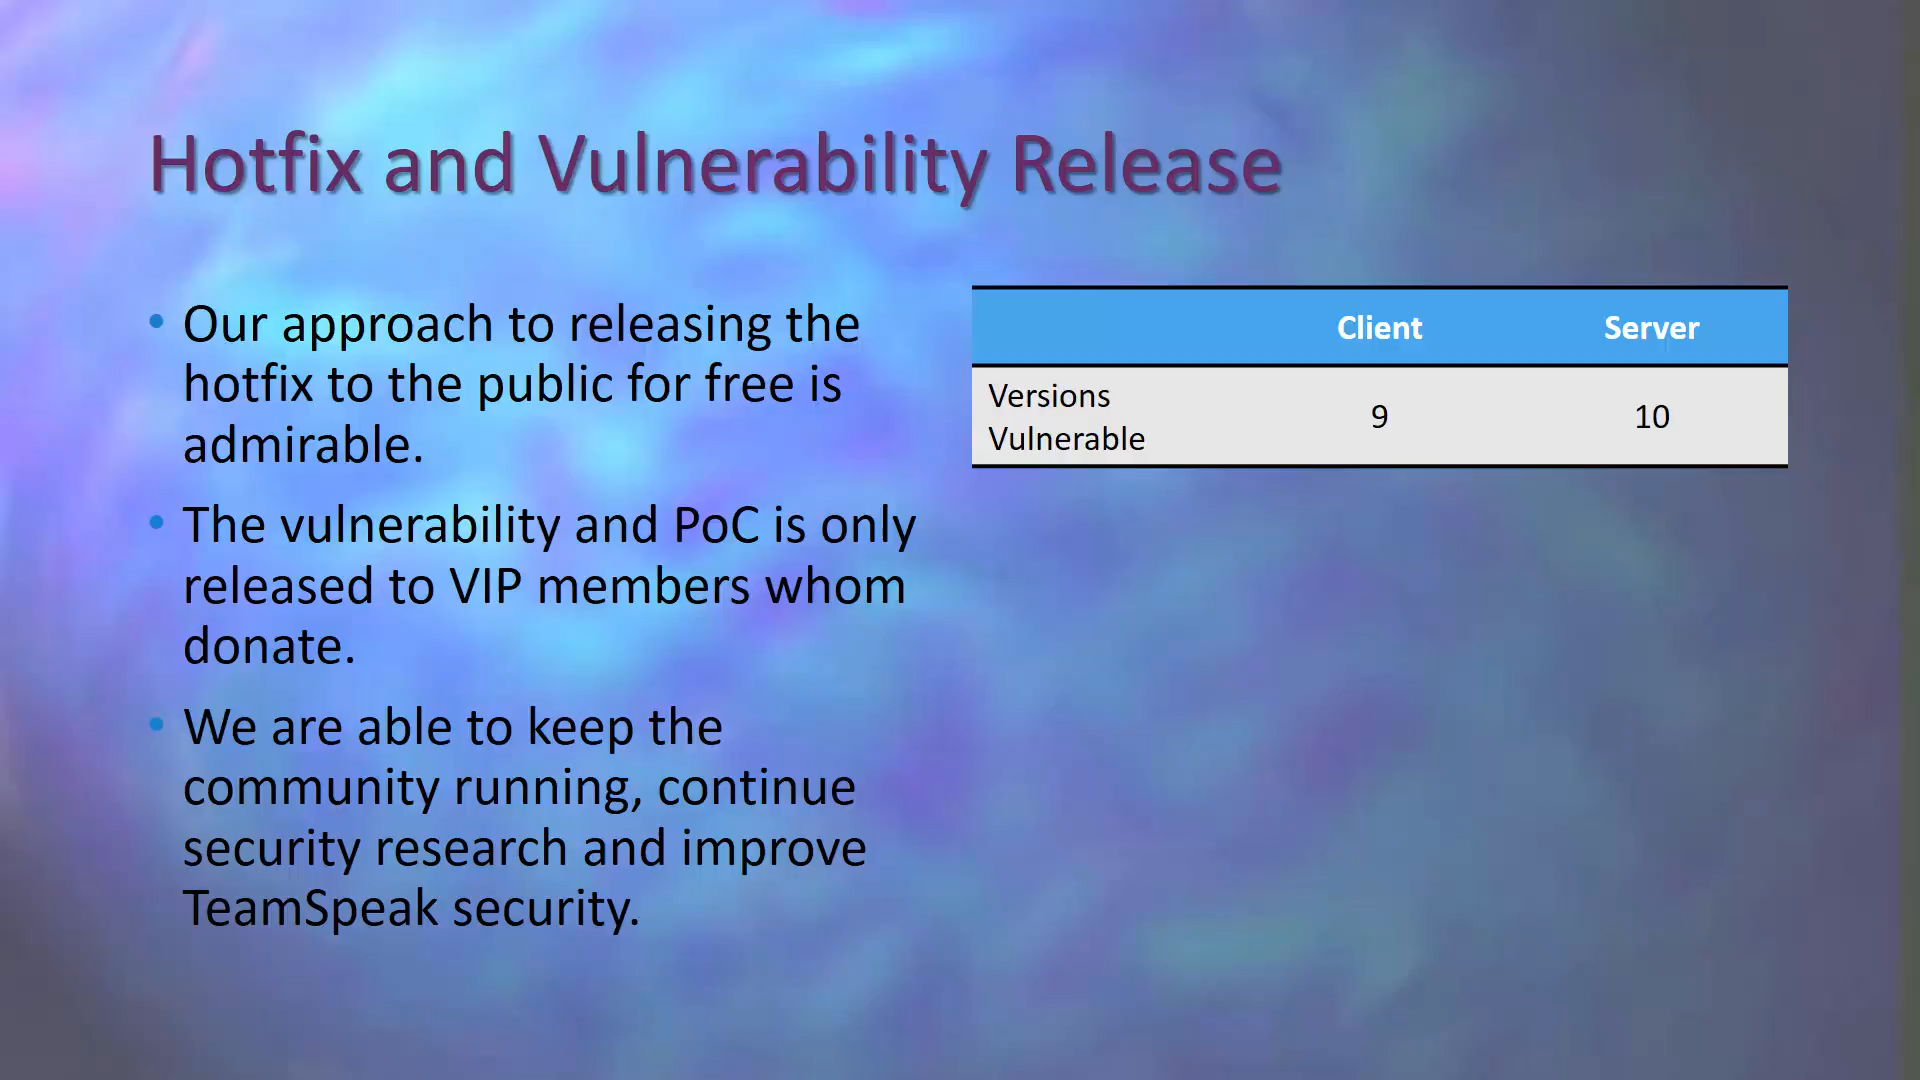 Hotfix and Vulnerability Release
• Our approach to releasing the
hotfix to the public for free is
admirable.
• The vulnerability and PoC is only
released to VIP members whom
donate.
• We are able to keep the
community running, continue
security research and improve
TeamSpeak security.
Client Server
Versions
Vulnerable
9 10